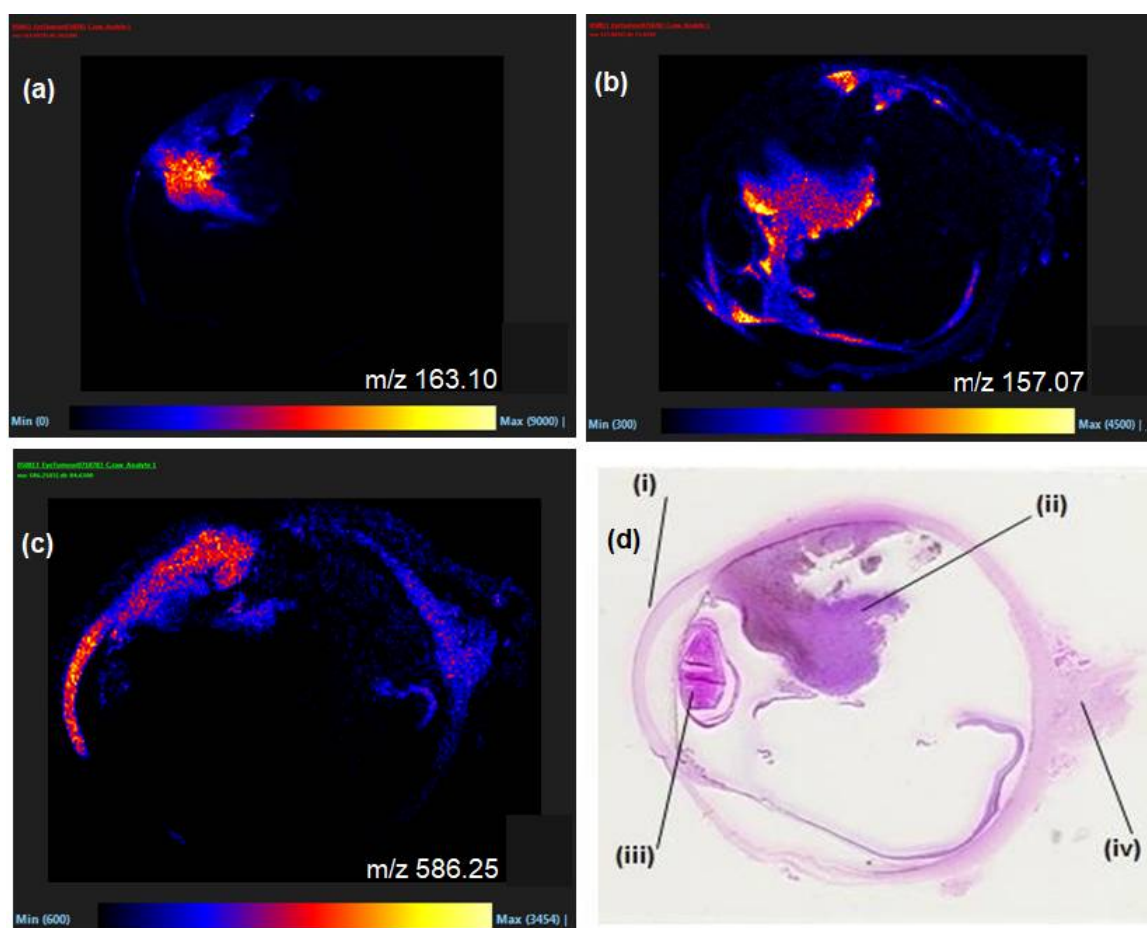 (a)
m/z 163.10
Min (0)
Max (9000) |
(b)
m/z 157.07
Min (300)
Max (4500) |
(c)
m/z 586.25
Min (600)
Max (3454) |
(d)
(i)
(ii)
(iii)
(iv)